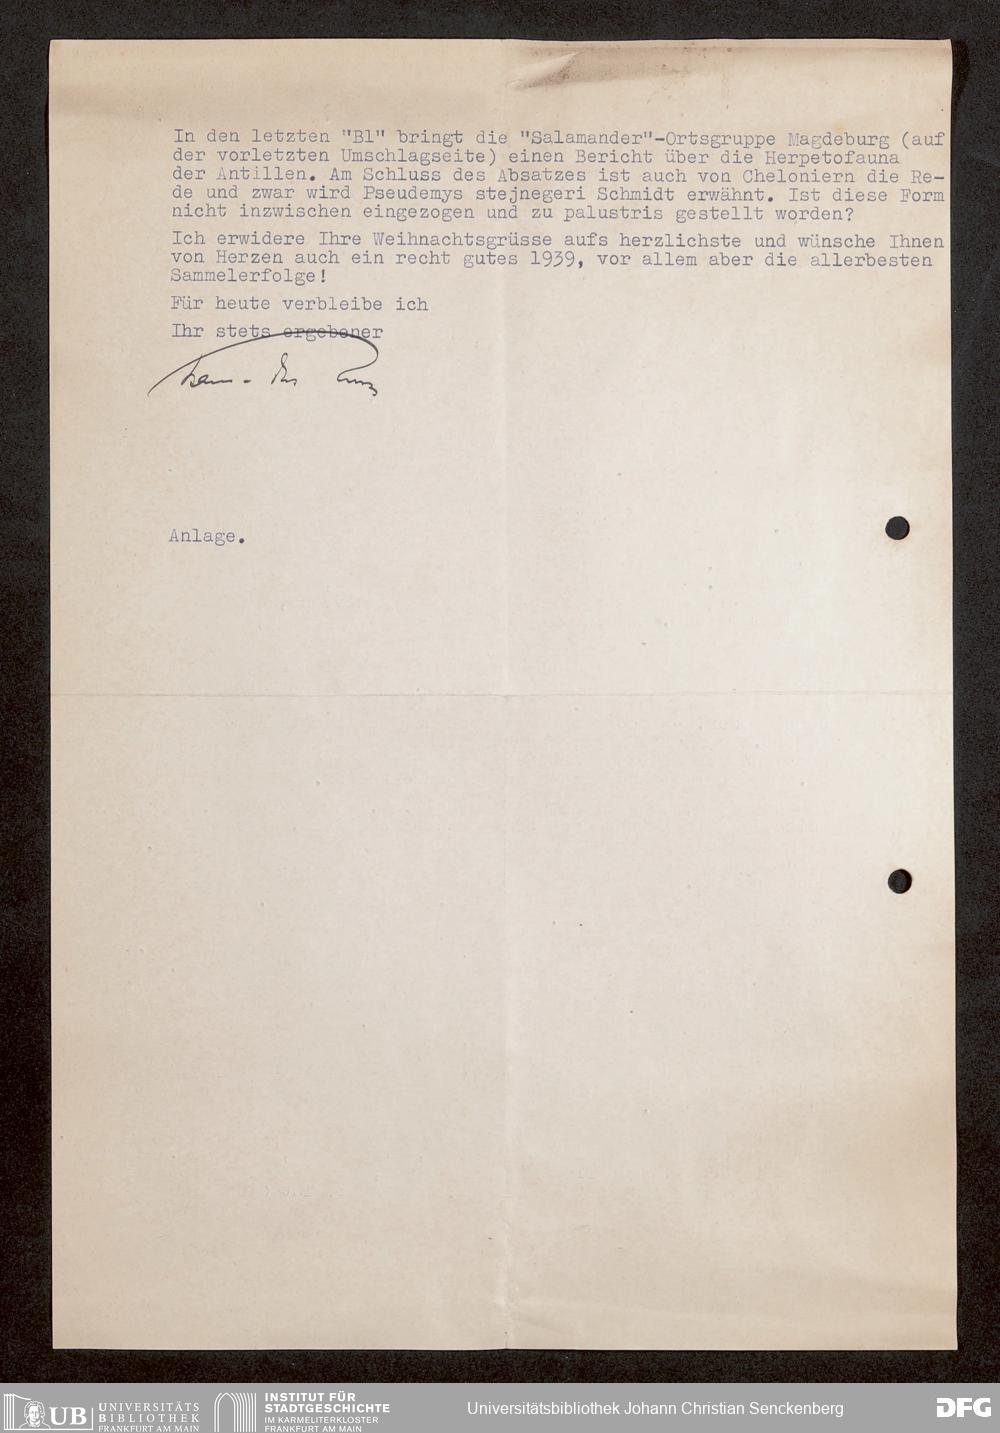 In den letzten "Bl" bringt die "Salamander"-Ortsgruppe Magdeburg (auf
der vorletzten Umschlagseite) einen Bericht über die Herpetofauna
der Antillen. Am Schluss des Absatzes ist auch von Cheloniern die Re-
de und zwar wird Pseudemys stejnegeri Schmidt erwähnt. Ist diese Form
nicht inzwischen eingezogen und zu palustris gestellt worden?
Ich erwidere Ihre Weihnachtsgrüsse aufs herzlichste und wünsche Ihnen
von Herzen auch ein recht gutes 1939, vor allem aber die allerbesten
Sammelerfolge!
Für heute verbleibe ich
Ihr stets ergebener
Anlage.
UB UNIVERSITÄTS
BIBLIOTHEK
FRANKFURT AM MAIN
INSTITUT FÜR
STADTGESCHICHTE
IM KARMELITERKLOSTER
FRANKFURT AM MAIN
Universitätsbibliothek Johann Christian Senckenberg
DFG